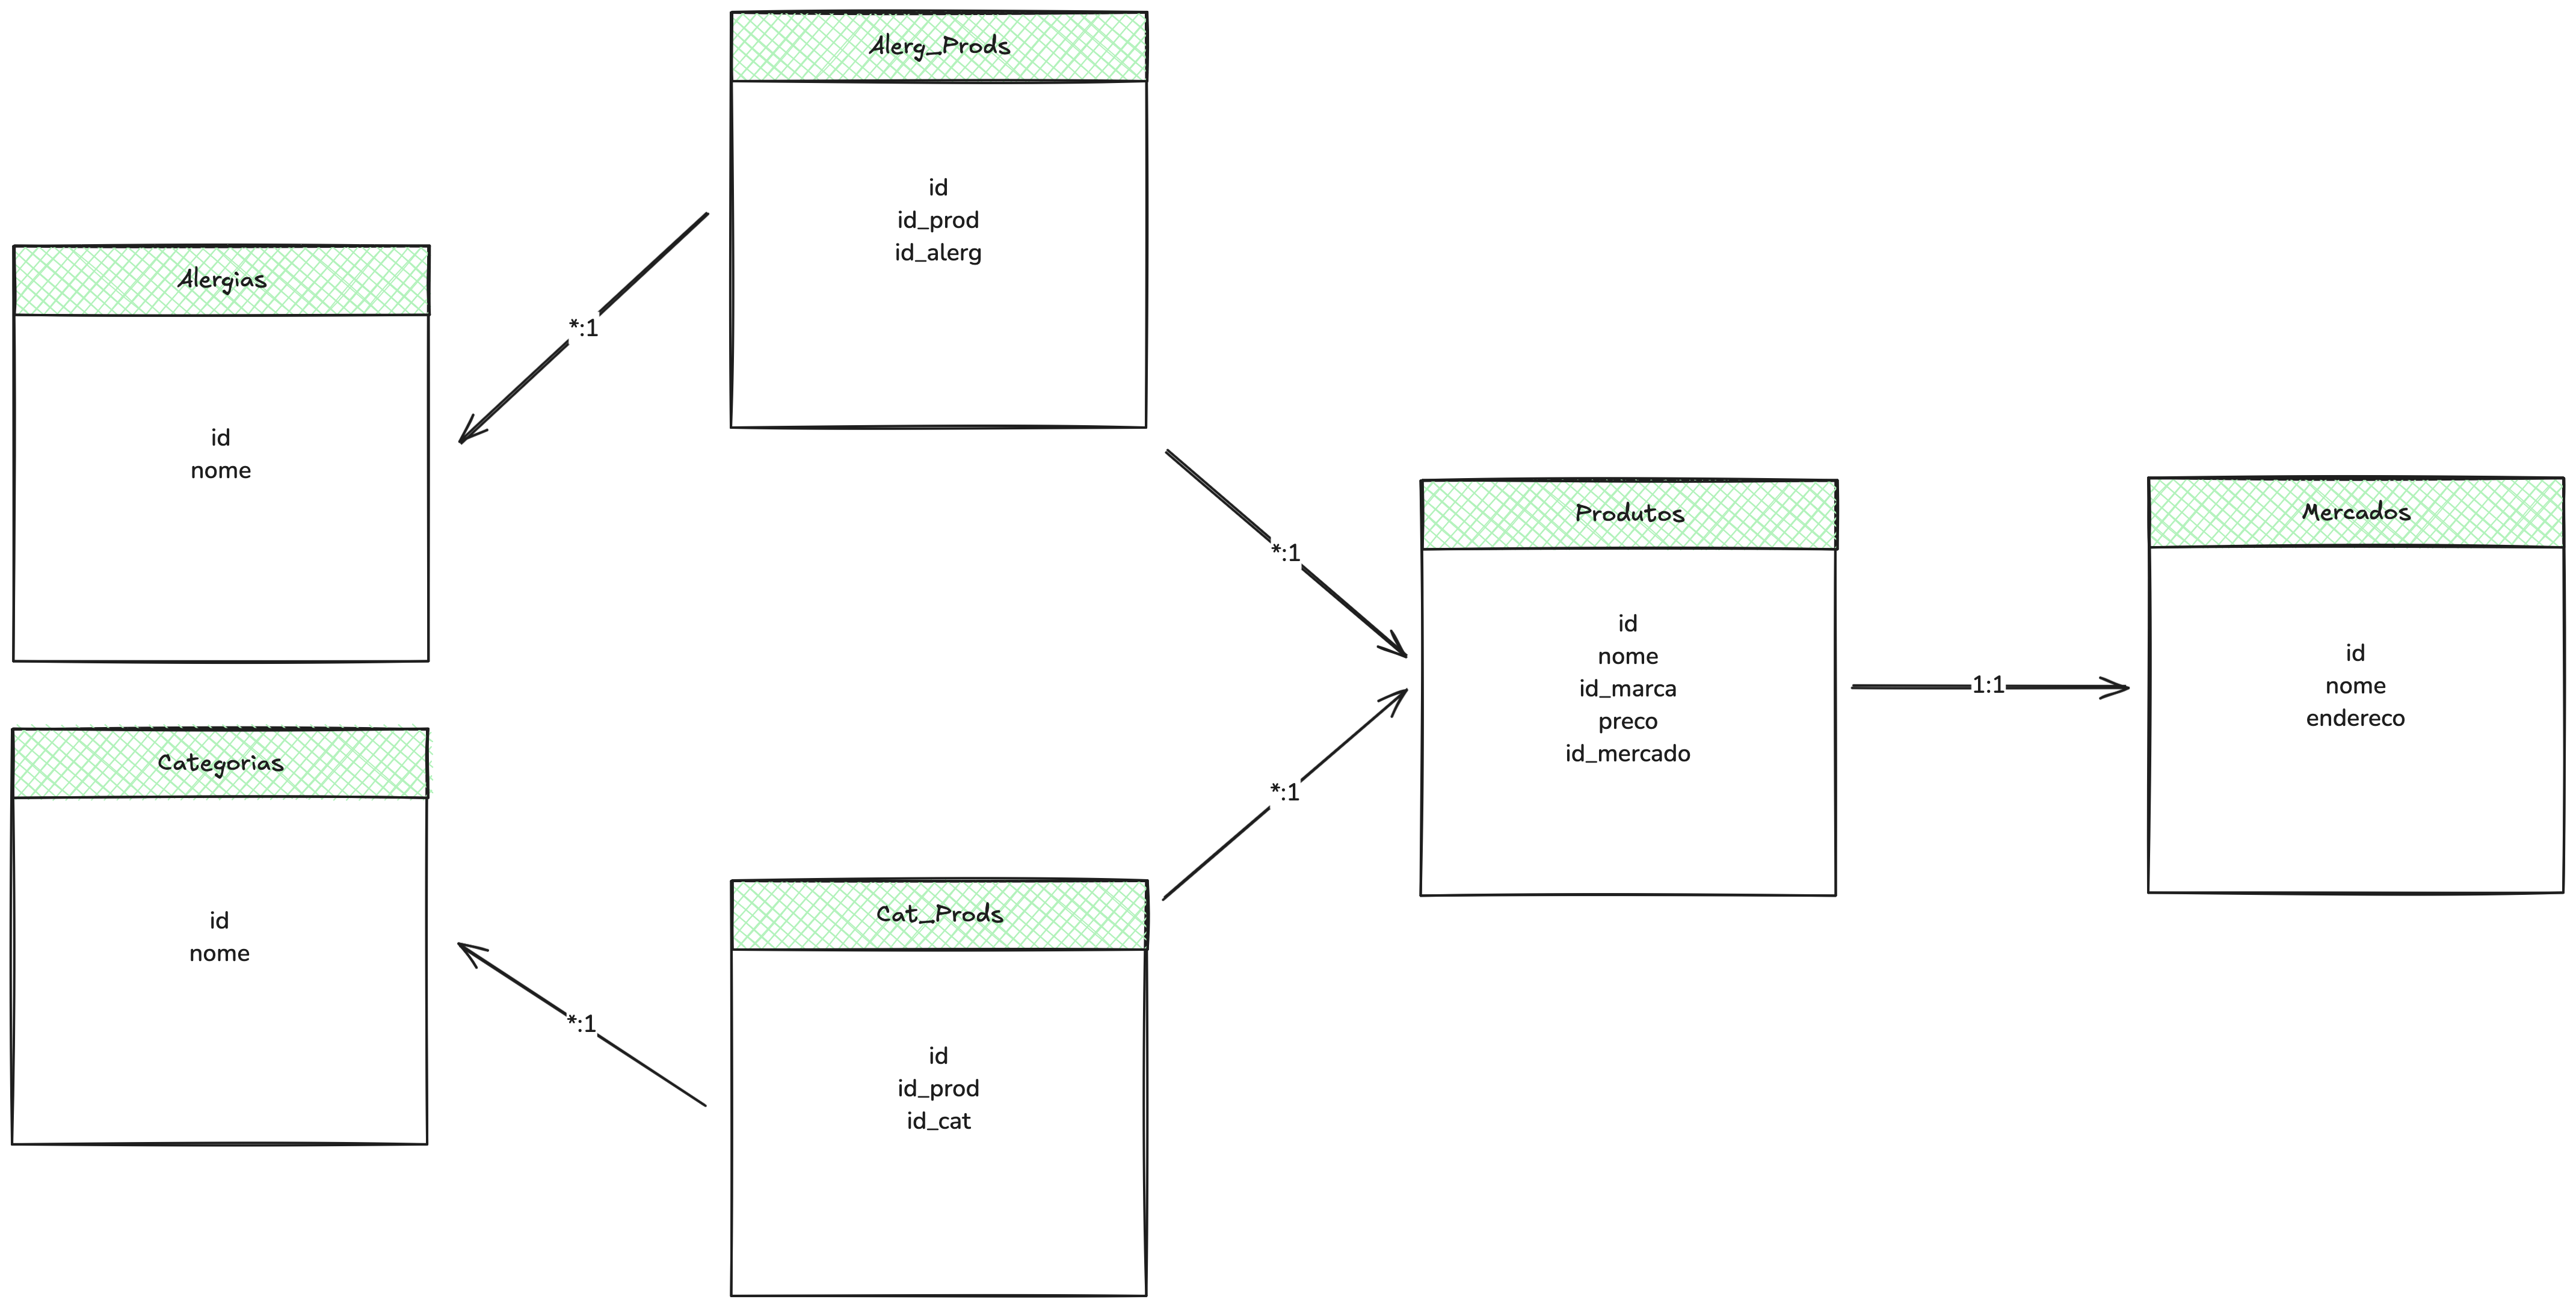 Alerg_Prods
id
id_prod
id_alerg
Alergias
id
nome
*:1
*:1
Produtos
id
nome
id_marca
preco
id_mercado
1:1
Mercados
id
nome
endereco
Categorias
id
nome
*:1
*:1
Cat_Prods
id
id_prod
id_cat